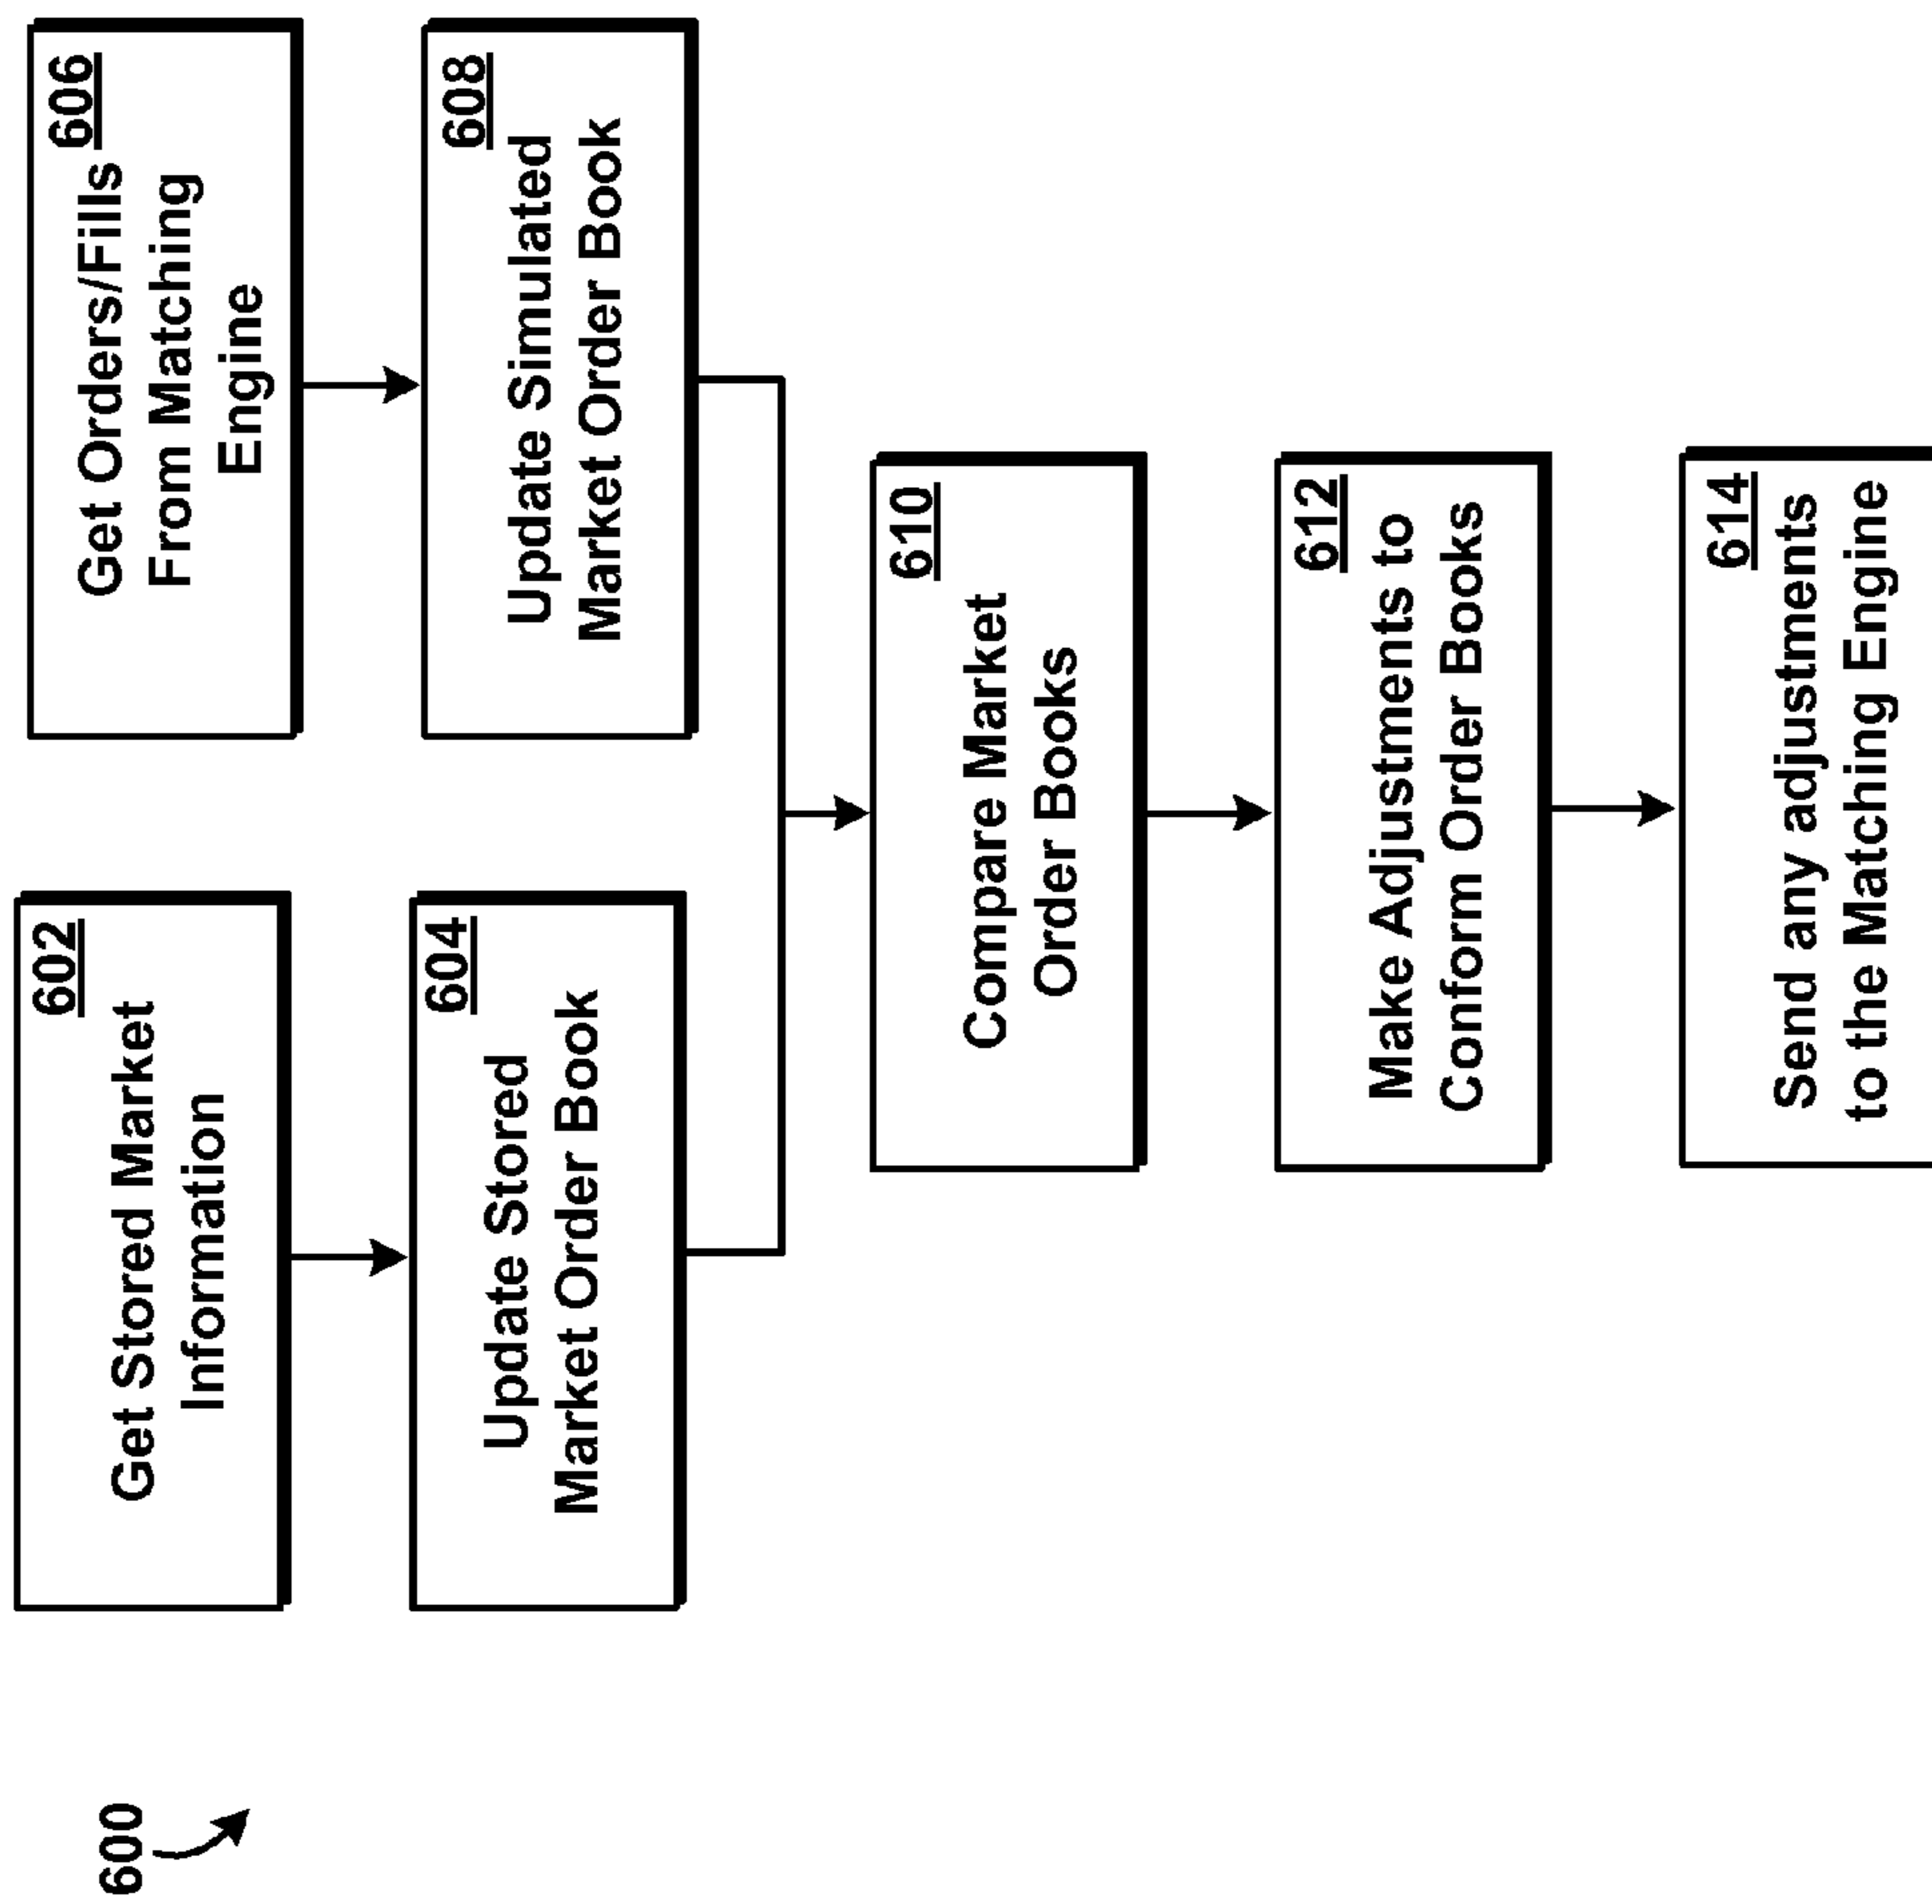 600
602
Get Stored Market
Information
606
Get Orders/Fills
From Matching
Engine
604
Update Stored
Market Order Book
608
Update Simulated
Market Order Book
610
Compare Market
Order Books
612
Make Adjustments to
Conform Order Books
614
Send any adjustments
to the Matching Engine